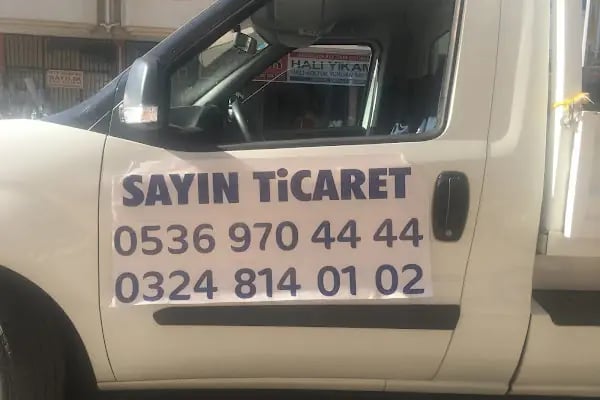 HALI YIKAMA
SAYIN TiCARET
0536 970 44 44
0324 814 01 02